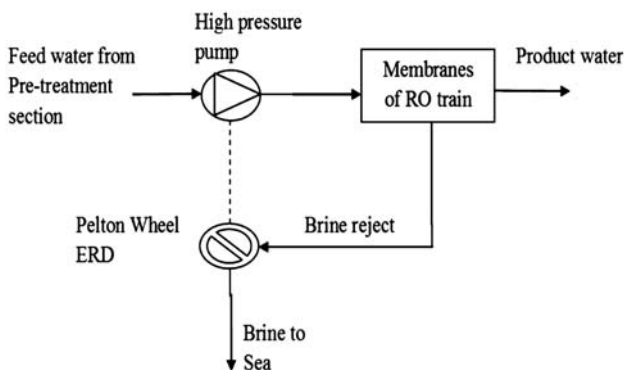 High pressure
pump
Feed water from
Pre-treatment
section
Membranes
of RO train
Product water
Pelton Wheel
ERD
Brine reject
Brine to
Sea